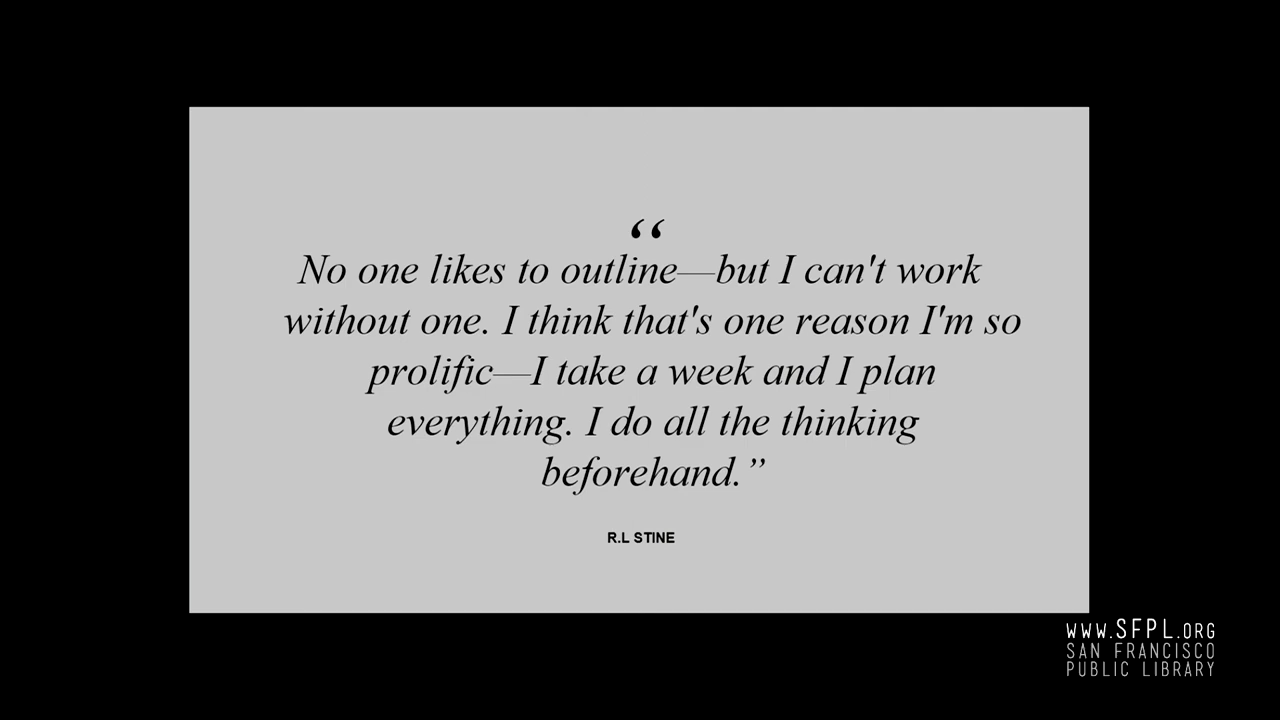 “
No one likes to outline—but I can't work
without one. I think that's one reason I'm so
prolific—I take a week and I plan
everything. I do all the thinking
beforehand.”
R.L STINE
www.SFPL.ORG
SAN FRANCISCO
PUBLIC LIBRARY